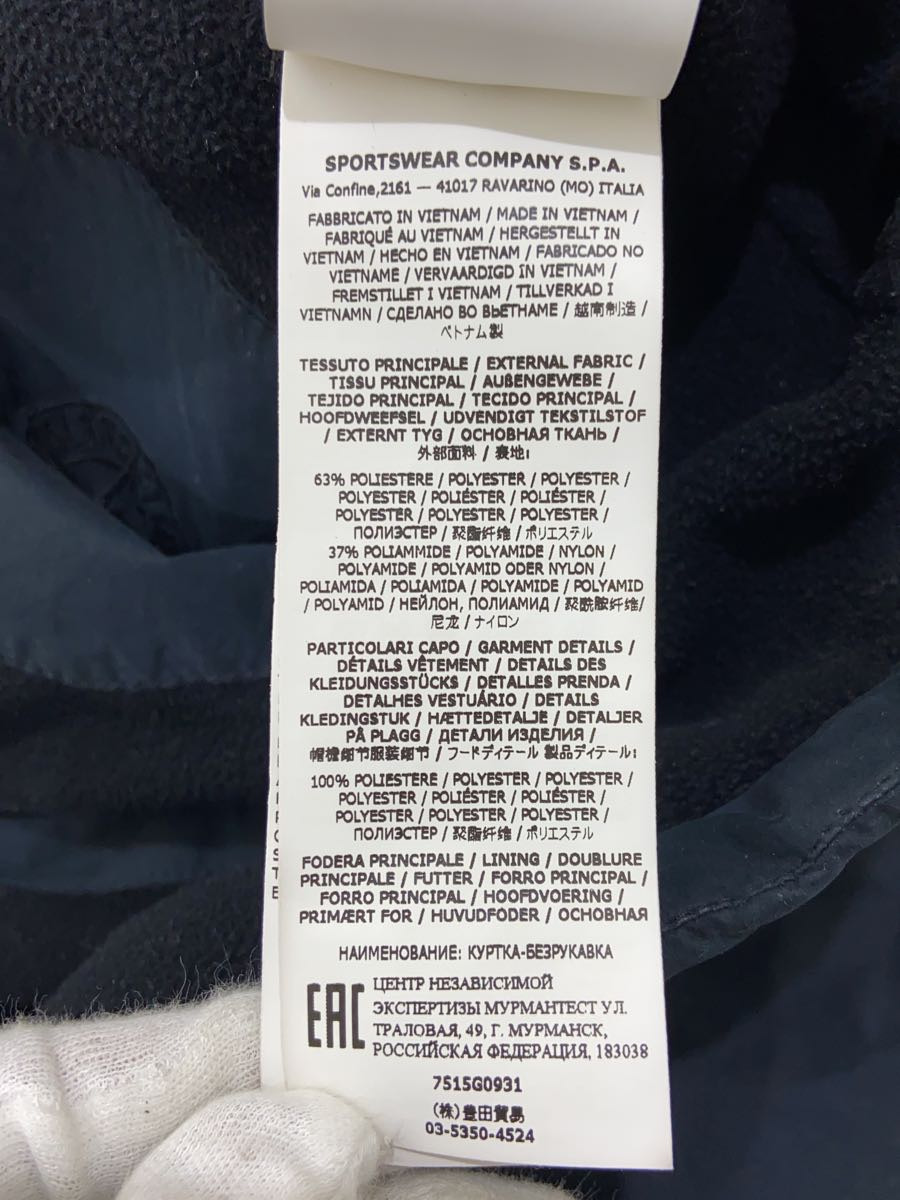 SPORTSWEAR COMPANY S.P.A.
Via Confine,2161 — 41017 RAVARINO (MO) ITALIA
FABBRICATO IN VIETNAM / MADE IN VIETNAM /
FABRIQUÉ AU VIETNAM / HERGESTELLT IN
VIETNAM / HECHO EN VIETNAM / FABRICADO NO
VIETNAME / VERVAARDIGD IN VIETNAM /
FREMSTILLET I VIETNAM / TILLVERKAD I
VIETNAMN / СДЕЛАНО ВО ВЬЕТНАМЕ / 越南制造 /
ベトナム製
TESSUTO PRINCIPALE / EXTERNAL FABRIC /
TISSU PRINCIPAL / AUßENGEWEBE /
TEJIDO PRINCIPAL / TECIDO PRINCIPAL /
HOOFDWEEFSEL / UDVENDIGT TEKSTILSTOF
/ EXTERNT TYG / ОСНОВНАЯ ТКАНЬ /
外部面料 / 表地:
63% POLIESTERE / POLYESTER / POLYESTER /
POLYESTER / POLIÉSTER / POLIÉSTER /
POLYESTER / POLYESTER / POLYESTER /
ПОЛИЭСТЕР / 聚酯纤维 / ポリエステル
37% POLIAMMIDE / POLYAMIDE / NYLON /
POLYAMIDE / POLYAMID ODER NYLON /
POLIAMIDA / POLIAMIDA / POLYAMIDE / POLYAMID
/ POLYAMID / НЕЙЛОН, ПОЛИАМИД / 聚酰胺纤维/
尼龙 / ナイロン
PARTICOLARI CAPO / GARMENT DETAILS /
DÉTAILS VÊTEMENT / DETAILS DES
KLEIDUNGSSTÜCKS / DETALLES PRENDA /
DETALHES VESTUÁRIO / DETAILS
KLEDINGSTUK / HÆTTEDETALJE / DETALJER
PÅ PLAGG / ДЕТАЛИ ИЗДЕЛИЯ /
帽檐细节服装细节 / フードディテール 製品ディテール:
100% POLIESTERE / POLYESTER / POLYESTER /
POLYESTER / POLIÉSTER / POLIÉSTER /
POLYESTER / POLYESTER / POLYESTER /
ПОЛИЭСТЕР / 聚酯纤维 / ポリエステル
FODERA PRINCIPALE / LINING / DOUBLURE
PRINCIPALE / FUTTER / FORRO PRINCIPAL /
FORRO PRINCIPAL / HOOFDVOERING /
PRIMÆRT FOR / HUVUDFODER / ОСНОВНАЯ
НАИМЕНОВАНИЕ: КУРТКА-БЕЗРУКАВКА
EAC
ЦЕНТР НЕЗАВИСИМОЙ
ЭКСПЕРТИЗЫ МУРМАНТЕСТ УЛ.
ТРАЛОВАЯ, 49, Г. МУРМАНСК,
РОССИЙСКАЯ ФЕДЕРАЦИЯ, 183038
7515G0931
(株)豊田貿易
03-5350-4524